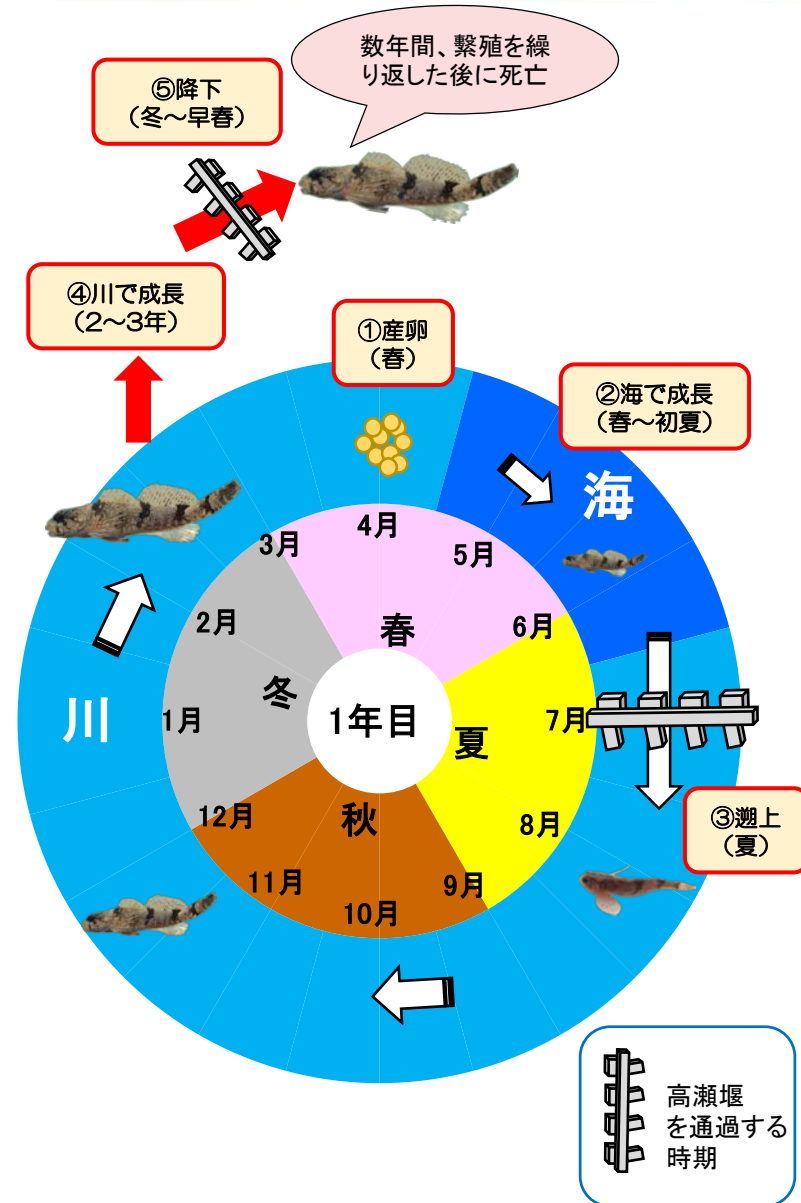 数年間、繫殖を繰
り返した後に死亡
⑤降下
（冬～早春）
④川で成長
（2～3年）
①産卵
（春）
②海で成長
（春～初夏）
海
3月
4月
5月
2月
春
6月
冬
川
1月
1年目
7月
夏
③遡上
（夏）
12月
秋
8月
11月
10月
9月
高瀬堰
を通過する
時期